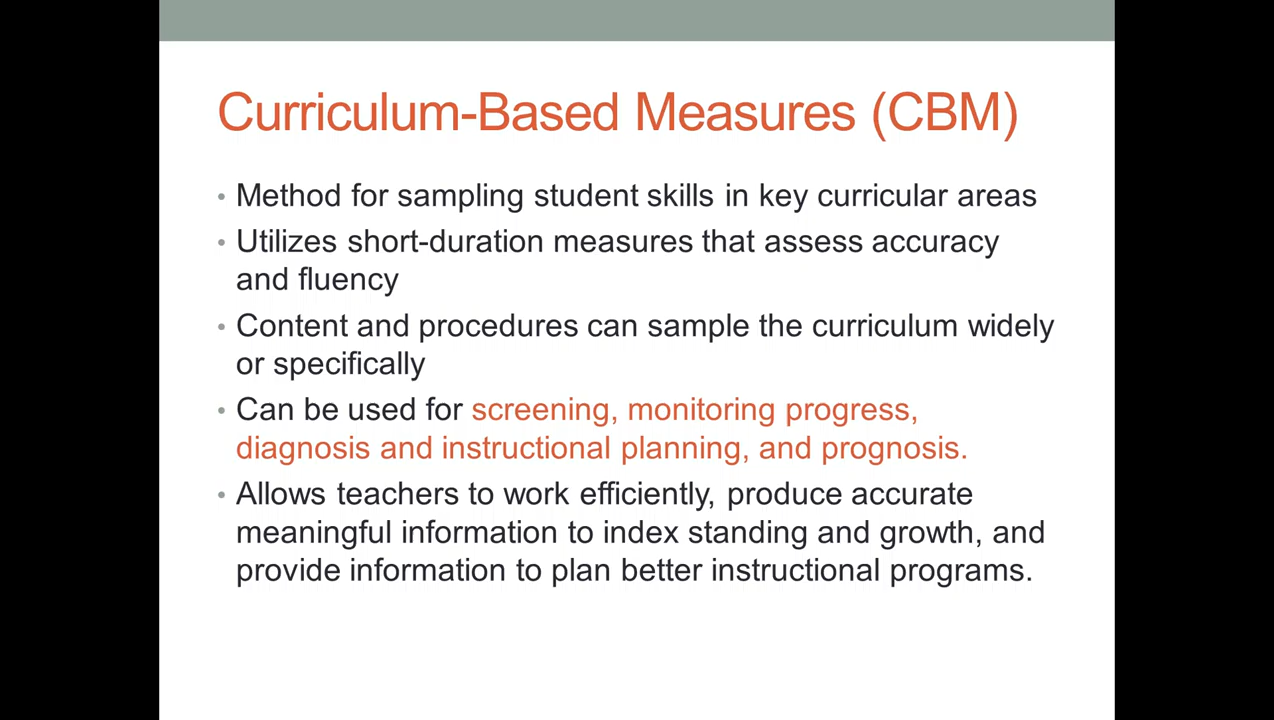 Curriculum-Based Measures (CBM)
• Method for sampling student skills in key curricular areas
• Utilizes short-duration measures that assess accuracy
and fluency
• Content and procedures can sample the curriculum widely
or specifically
• Can be used for screening, monitoring progress,
diagnosis and instructional planning, and prognosis.
• Allows teachers to work efficiently, produce accurate
meaningful information to index standing and growth, and
provide information to plan better instructional programs.